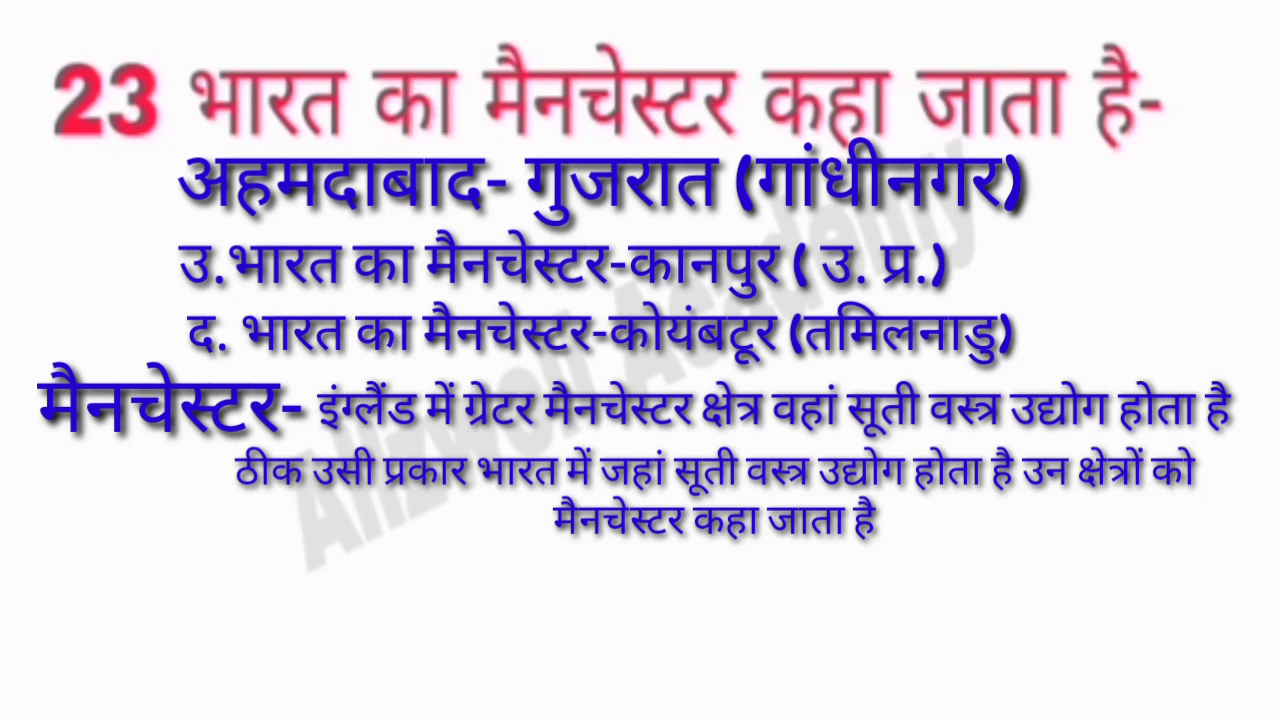 23 भारत का मैनचेस्टर कहा जाता है-
अहमदाबाद- गुजरात (गांधीनगर)
उ.भारत का मैनचेस्टर-कानपुर ( उ. प्र.)
द. भारत का मैनचेस्टर-कोयंबटूर (तमिलनाडु)
मैनचेस्टर- इंग्लैंड में ग्रेटर मैनचेस्टर क्षेत्र वहां सूती वस्त्र उद्योग होता है
ठीक उसी प्रकार भारत में जहां सूती वस्त्र उद्योग होता है उन क्षेत्रों को
मैनचेस्टर कहा जाता है
Academy